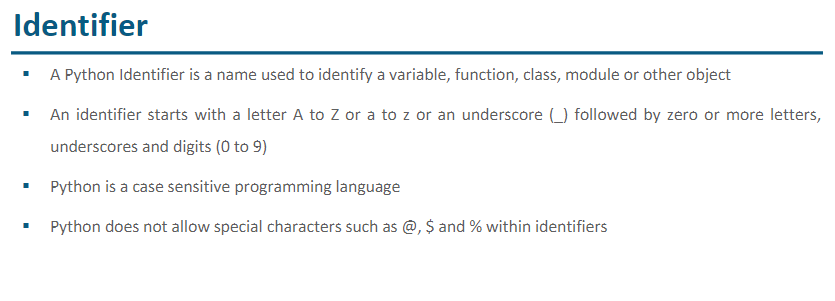 Identifier
▪ A Python Identifier is a name used to identify a variable, function, class, module or other object
▪ An identifier starts with a letter A to Z or a to z or an underscore (_) followed by zero or more letters,
underscores and digits (0 to 9)
▪ Python is a case sensitive programming language
▪ Python does not allow special characters such as @, $ and % within identifiers